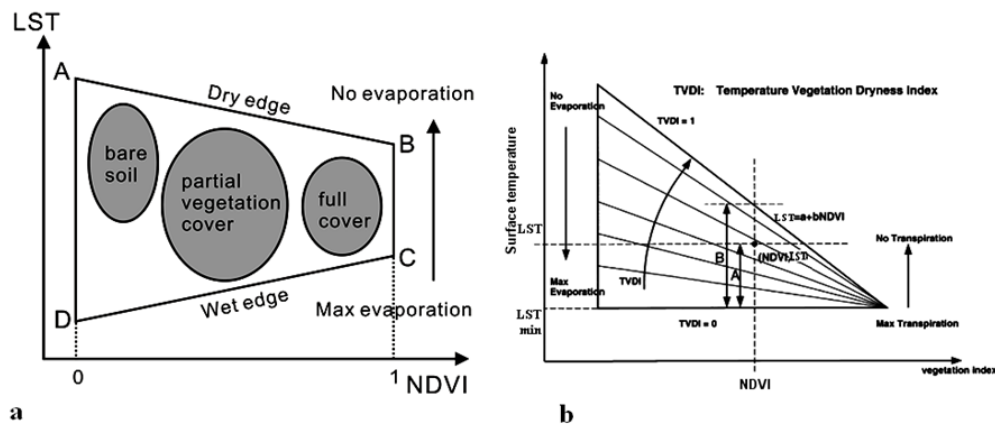 LST
A
Dry edge
No evaporation
B
bare
soil
partial
vegetation
cover
full
cover
C
D
Wet edge
Max evaporation
0
1
NDVI
a
TVDI: Temperature Vegetation Dryness Index
No
Evaporation
TVDI = 1
Surface temperature
LST=a+bNDVI
LST
(NDVI,LST)
No Transpiration
B
A
Max
Evaporation
TVDI
LST
min
TVDI = 0
Max Transpiration
NDVI
vegetation index
b